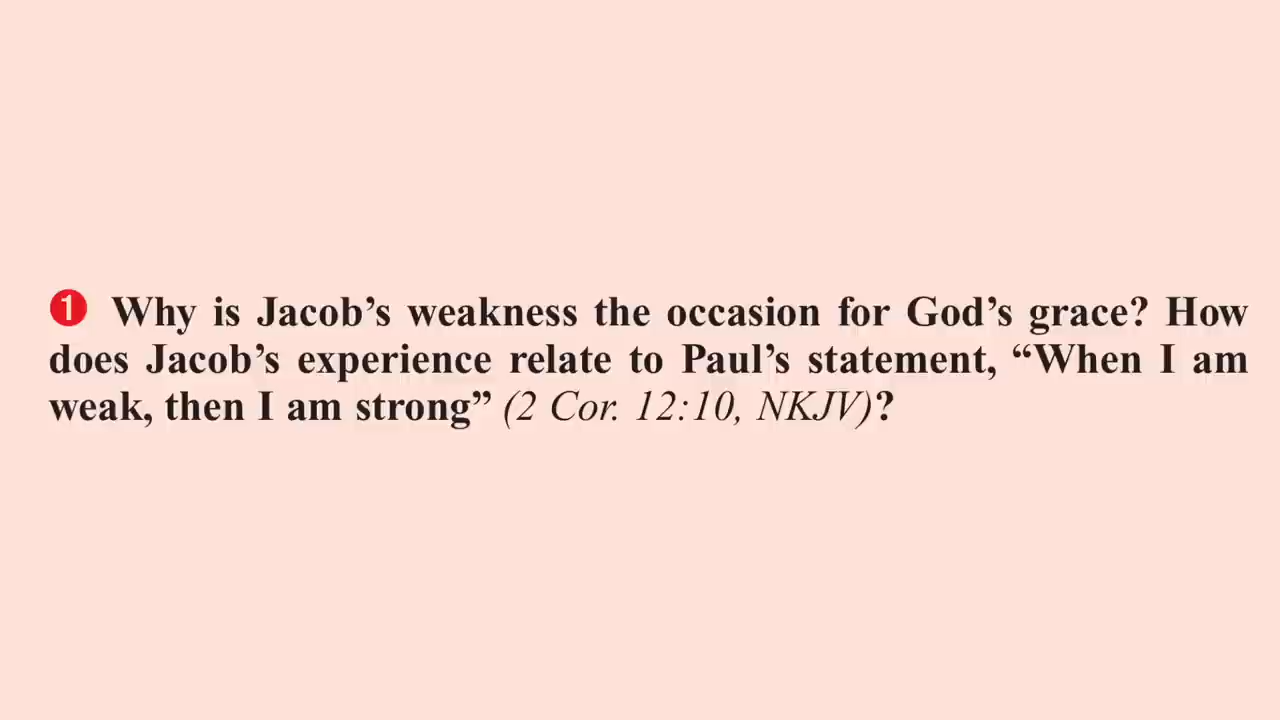 ❶ Why is Jacob’s weakness the occasion for God’s grace? How
does Jacob’s experience relate to Paul’s statement, “When I am
weak, then I am strong” (2 Cor. 12:10, NKJV)?